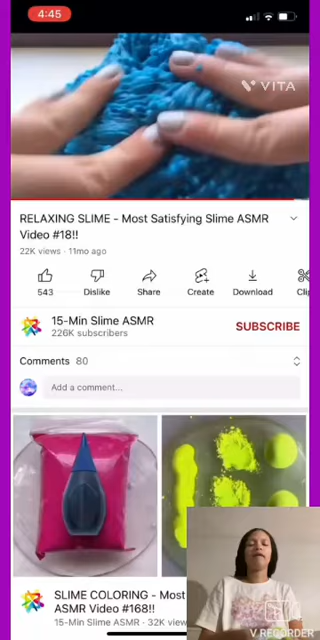 4:45
VITA
RELAXING SLIME - Most Satisfying Slime ASMR
Video #18!!
22K views · 11mo ago
543
Dislike
Share
Create
Download
15-Min Slime ASMR
226K subscribers
SUBSCRIBE
Comments 80
Add a comment...
SLIME COLORING - Most
ASMR Video #168!!
15-Min Slime ASMR · 32K view
V RECORDER